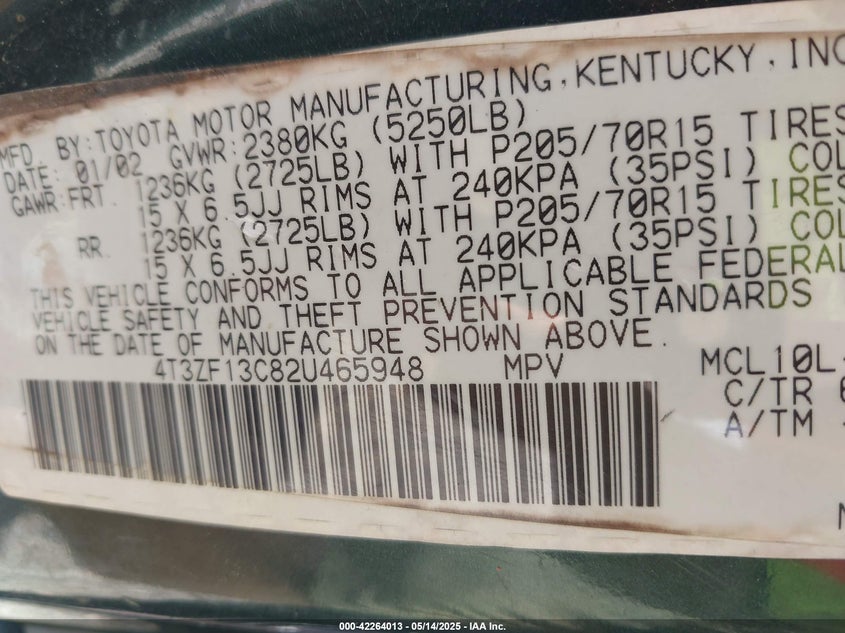 MFD. BY:TOYOTA MOTOR MANUFACTURING,KENTUCKY,INC
DATE: 01/02 GVWR:2380KG (5250LB)
GAWR:FRT. 1236KG (2725LB) WITH P205/70R15 TIRES
15 X 6.5JJ RIMS AT 240KPA (35PSI) COL
RR. 1236KG (2725LB) WITH P205/70R15 TIRES
15 X 6.5JJ RIMS AT 240KPA (35PSI) COL
THIS VEHICLE CONFORMS TO ALL APPLICABLE FEDERAL
VEHICLE SAFETY AND THEFT PREVENTION STANDARDS
ON THE DATE OF MANUFACTURE SHOWN ABOVE.
4T3ZF13C82U465948 MPV MCL10L
C/TR 6
A/TM
000-42264013 - 05/14/2025 - IAA Inc.